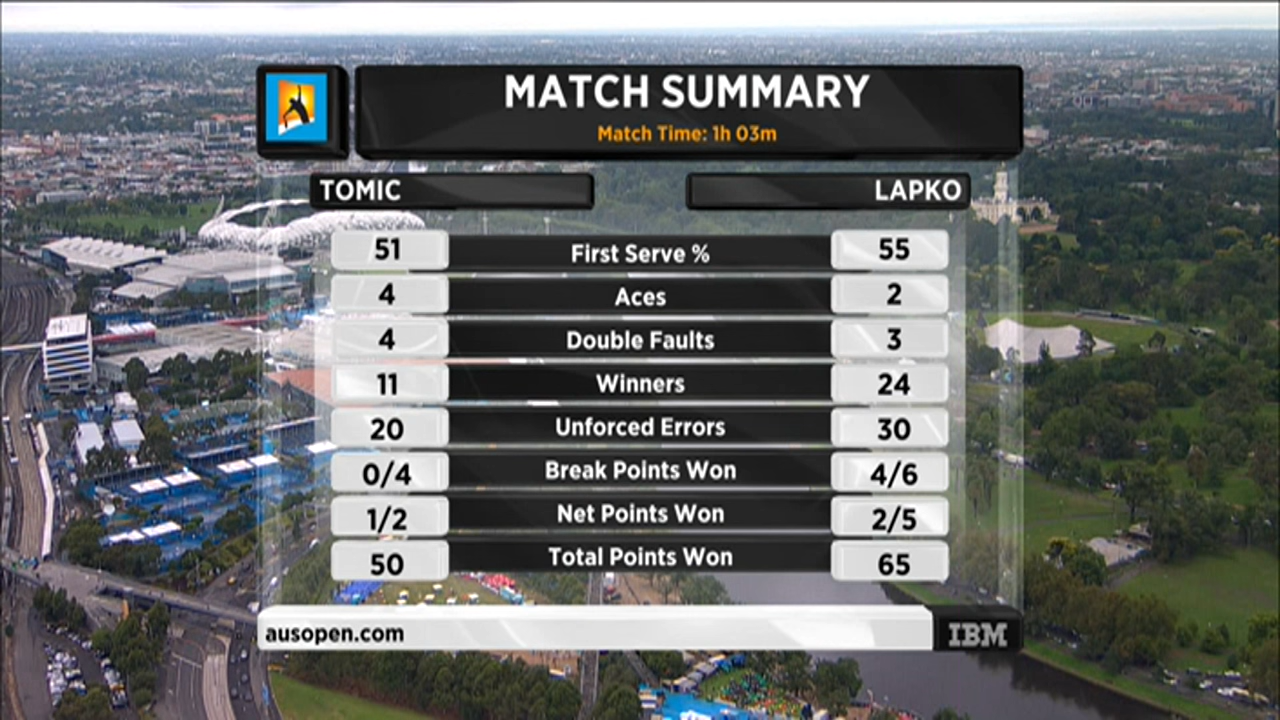 MATCH SUMMARY
Match Time: 1h 03m
TOMIC LAPKO
51 First Serve % 55
4 Aces 2
4 Double Faults 3
11 Winners 24
20 Unforced Errors 30
0/4 Break Points Won 4/6
1/2 Net Points Won 2/5
50 Total Points Won 65
ausopen.com IBM